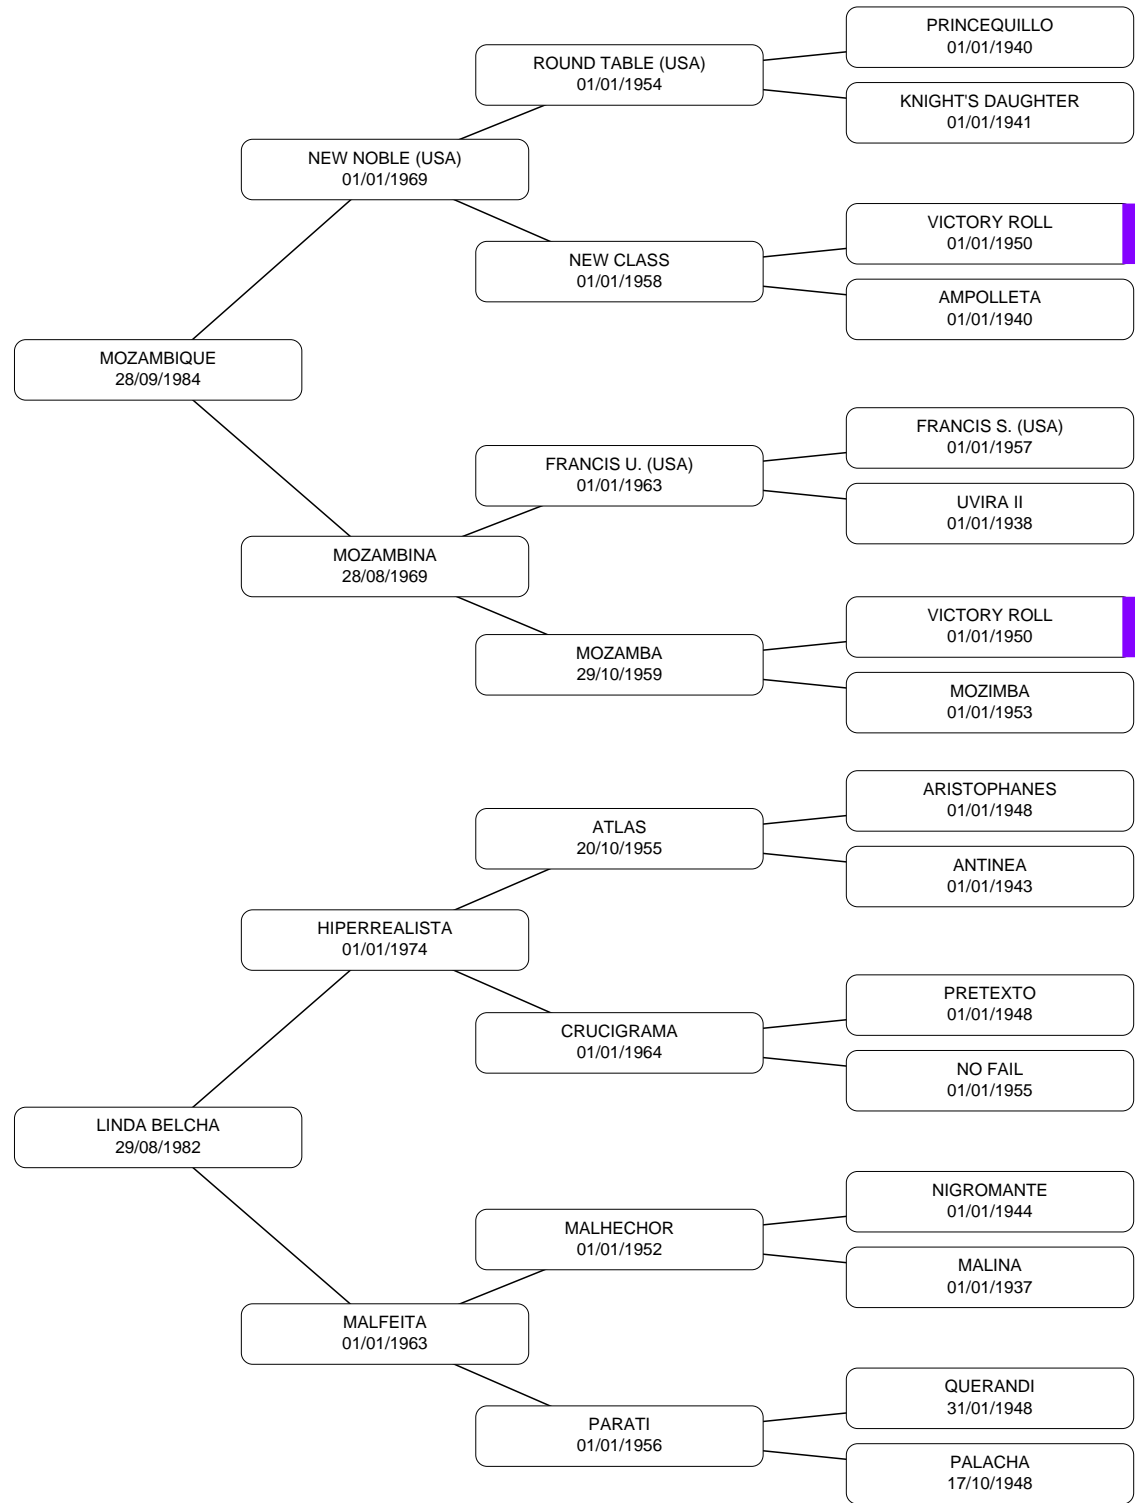 PRINCEQUILLO
01/01/1940
ROUND TABLE (USA)
01/01/1954
KNIGHT'S DAUGHTER
01/01/1941
NEW NOBLE (USA)
01/01/1969
VICTORY ROLL
01/01/1950
NEW CLASS
01/01/1958
AMPOLLETA
01/01/1940
MOZAMBIQUE
28/09/1984
FRANCIS S. (USA)
01/01/1957
FRANCIS U. (USA)
01/01/1963
UVIRA II
01/01/1938
MOZAMBINA
28/08/1969
VICTORY ROLL
01/01/1950
MOZAMBA
29/10/1959
MOZIMBA
01/01/1953
ARISTOPHANES
01/01/1948
ATLAS
20/10/1955
ANTINEA
01/01/1943
HIPERREALISTA
01/01/1974
PRETEXTO
01/01/1948
CRUCIGRAMA
01/01/1964
NO FAIL
01/01/1955
LINDA BELCHA
29/08/1982
NIGROMANTE
01/01/1944
MALHECHOR
01/01/1952
MALINA
01/01/1937
MALFEITA
01/01/1963
QUERANDI
31/01/1948
PARATI
01/01/1956
PALACHA
17/10/1948